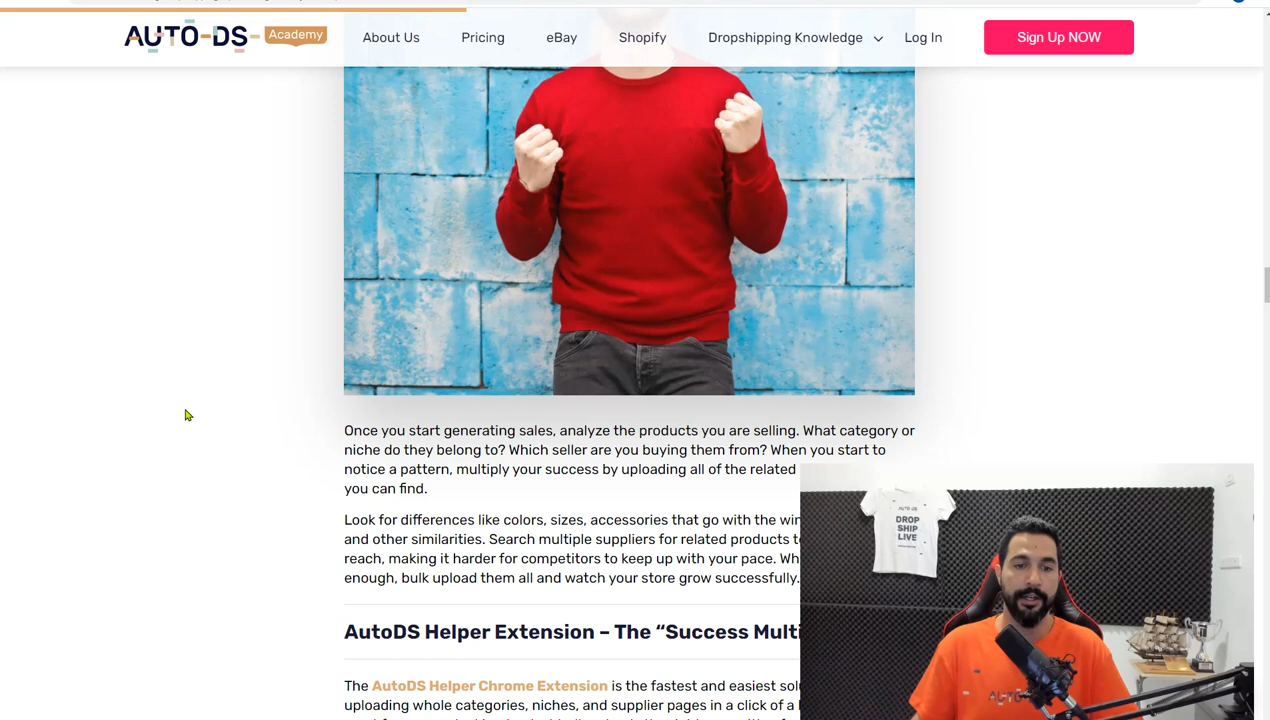 AUTO-DS Academy About Us Pricing eBay Shopify Dropshipping Knowledge Log In Sign Up NOW
Once you start generating sales, analyze the products you are selling. What category or
niche do they belong to? Which seller are you buying them from? When you start to
notice a pattern, multiply your success by uploading all of the related
you can find.
Look for differences like colors, sizes, accessories that go with the
and other similarities. Search multiple suppliers for related products
reach, making it harder for competitors to keep up with your pace.
enough, bulk upload them all and watch your store grow successfully.
AUTO-DS
DROP
SHIP
LIVE
AutoDS Helper Extension – The “Success
The AutoDS Helper Chrome Extension is the fastest and easiest
uploading whole categories, niches, and supplier pages in a click of a